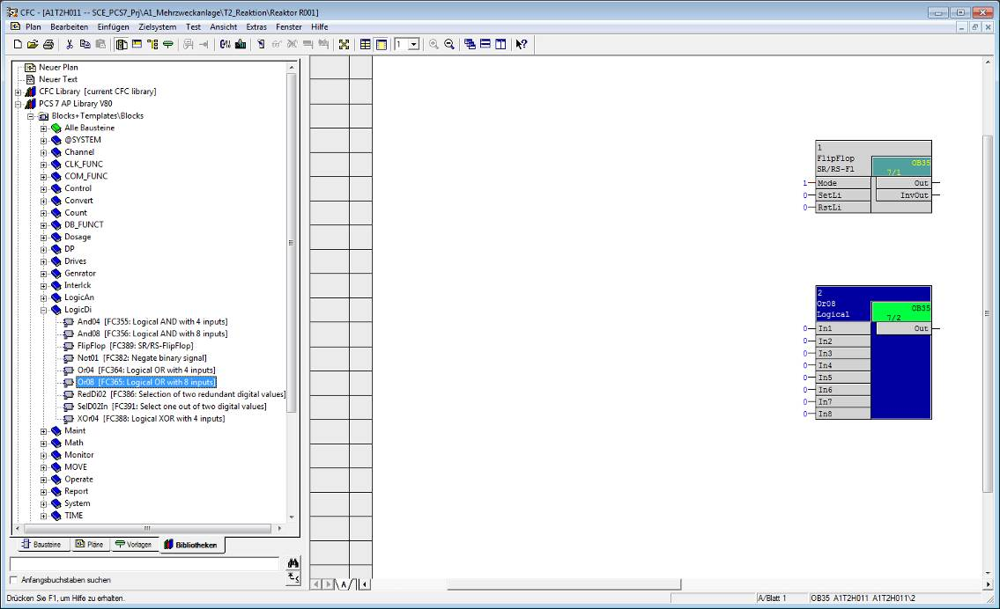 CFC - [A1T2H011 -- SCE_PCS7_Prj\A1_Mehrzweckanlage\T2_Reaktion\Reaktor R001]
Plan Bearbeiten Einfügen Zielsystem Test Ansicht Extras Fenster Hilfe
1
Neuer Plan
Neuer Text
CFC Library [current CFC library]
PCS 7 AP Library V80
Blocks+Templates\Blocks
Alle Bausteine
@SYSTEM
Channel
CLK_FUNC
COM_FUNC
Control
Convert
Count
DB_FUNCT
Dosage
DP
Drives
Genrator
Interlck
LogicAn
LogicDi
And04 [FC355: Logical AND with 4 inputs]
And08 [FC356: Logical AND with 8 inputs]
FlipFlop [FC389: SR/RS-FlipFlop]
Not01 [FC382: Negate binary signal]
Or04 [FC364: Logical OR with 4 inputs]
Or08 [FC365: Logical OR with 8 inputs]
RedDi02 [FC386: Selection of two redundant digital values]
SelD02In [FC391: Select one out of two digital values]
XOr04 [FC388: Logical XOR with 4 inputs]
Maint
Math
Monitor
MOVE
Operate
Report
System
TIME
Bausteine Pläne Vorlagen Bibliotheken
Anfangsbuchstaben suchen
1
FlipFlop
SR/RS-Fl
OB35
7/1
1 Mode Out
0 SetLi InvOut
0 RstLi
2
Or08
Logical
OB35
7/2
0 In1 Out
0 In2
0 In3
0 In4
0 In5
0 In6
0 In7
0 In8
A
Drücken Sie F1, um Hilfe zu erhalten.
A/Blatt 1
OB35 A1T2H011 A1T2H011\2